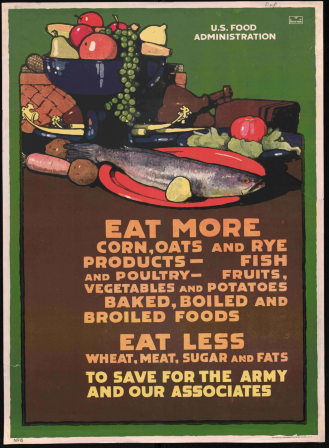 U.S. FOOD
ADMINISTRATION
EAT MORE
CORN, OATS AND RYE
PRODUCTS — FISH
AND POULTRY — FRUITS,
VEGETABLES AND POTATOES
BAKED, BOILED AND
BROILED FOODS
EAT LESS
WHEAT, MEAT, SUGAR AND FATS
TO SAVE FOR THE ARMY
AND OUR ASSOCIATES